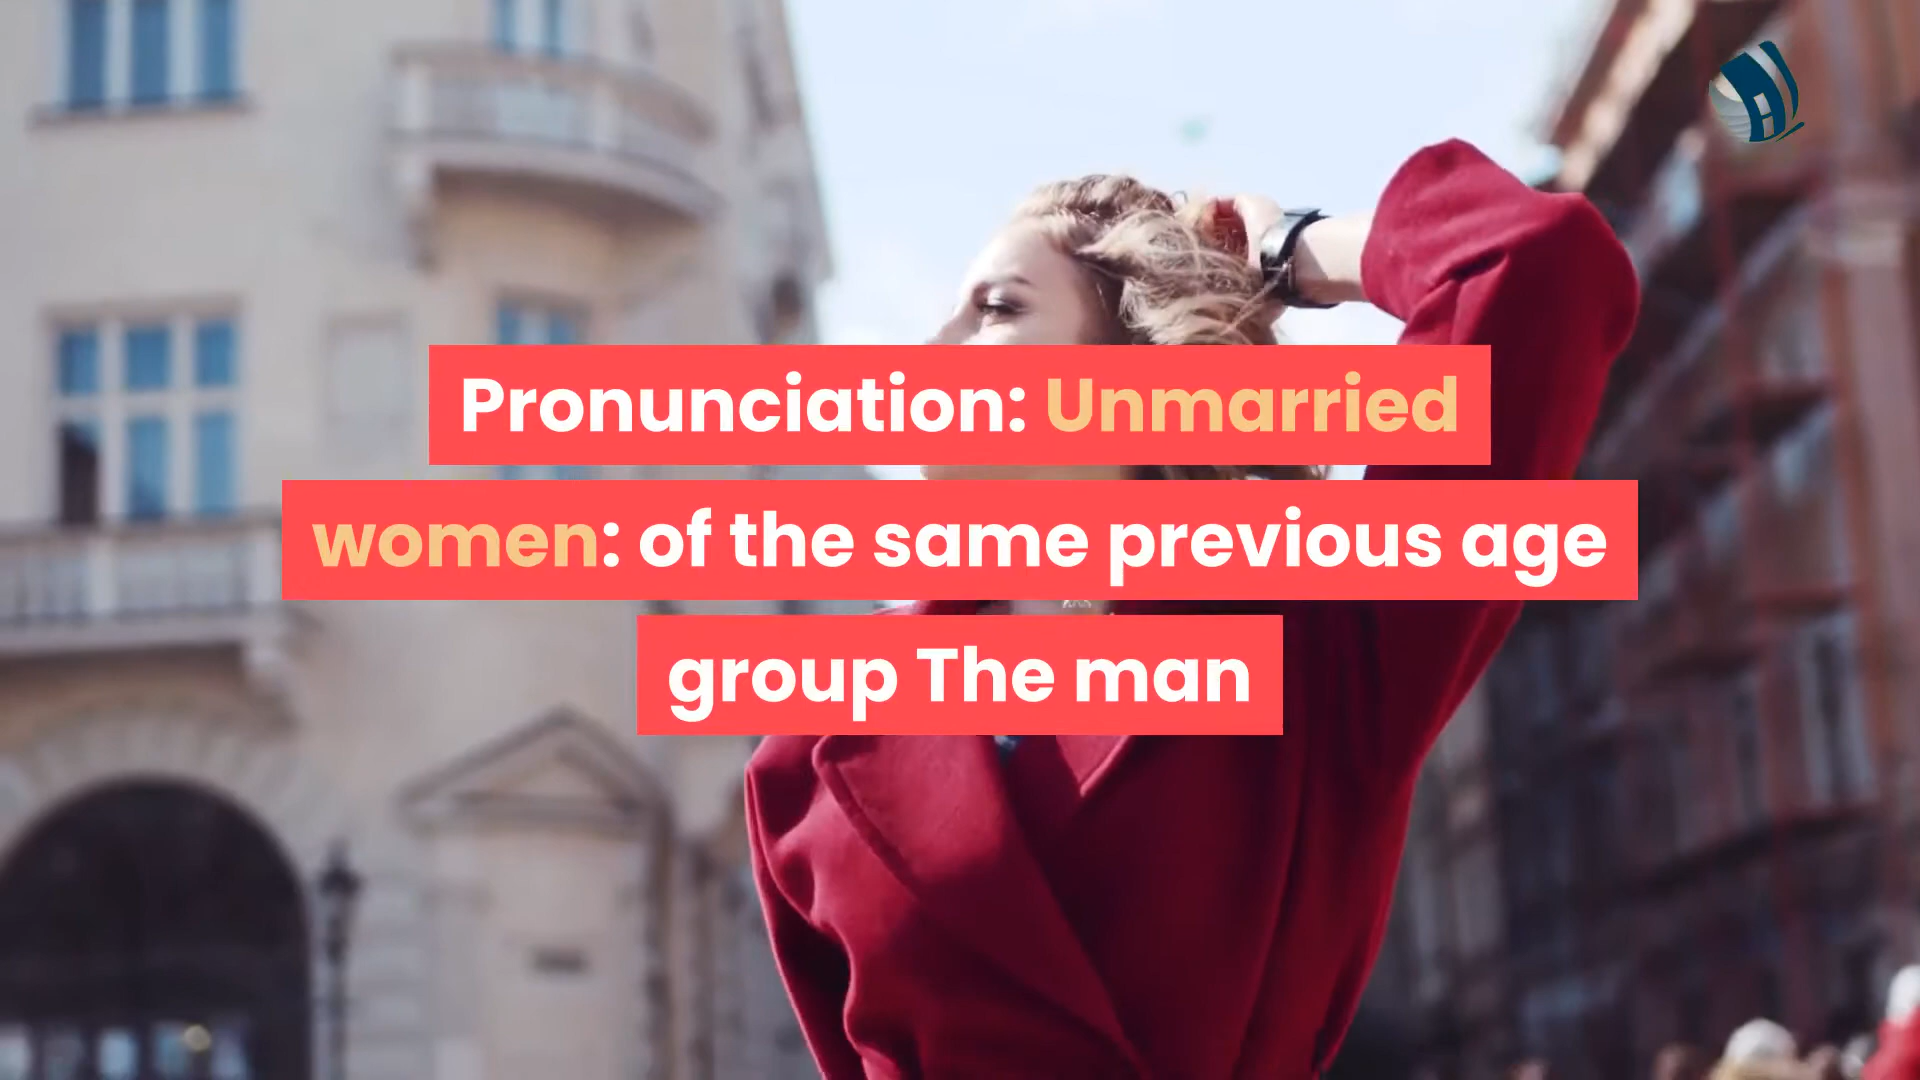 Pronunciation: Unmarried
women: of the same previous age
group The man